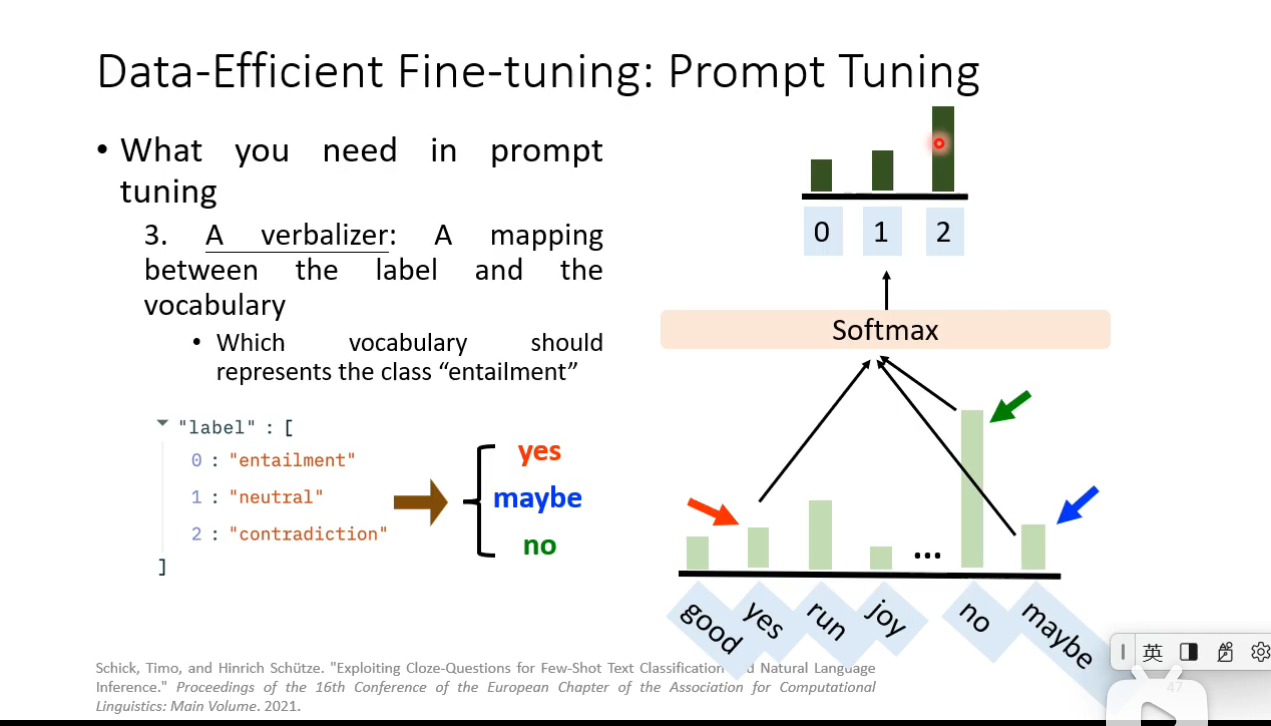 Data-Efficient Fine-tuning: Prompt Tuning
• What you need in prompt
tuning
3. A verbalizer: A mapping
between the label and the
vocabulary
• Which vocabulary should
represents the class “entailment”
"label" : [
0 : "entailment"
1 : "neutral"
2 : "contradiction"
]
yes
maybe
no
0 1 2
Softmax
...
good yes run joy no maybe
Schick, Timo, and Hinrich Schütze. "Exploiting Cloze-Questions for Few-Shot Text Classification Natural Language
Inference." Proceedings of the 16th Conference of the European Chapter of the Association for Computational
Linguistics: Main Volume. 2021.
英
47